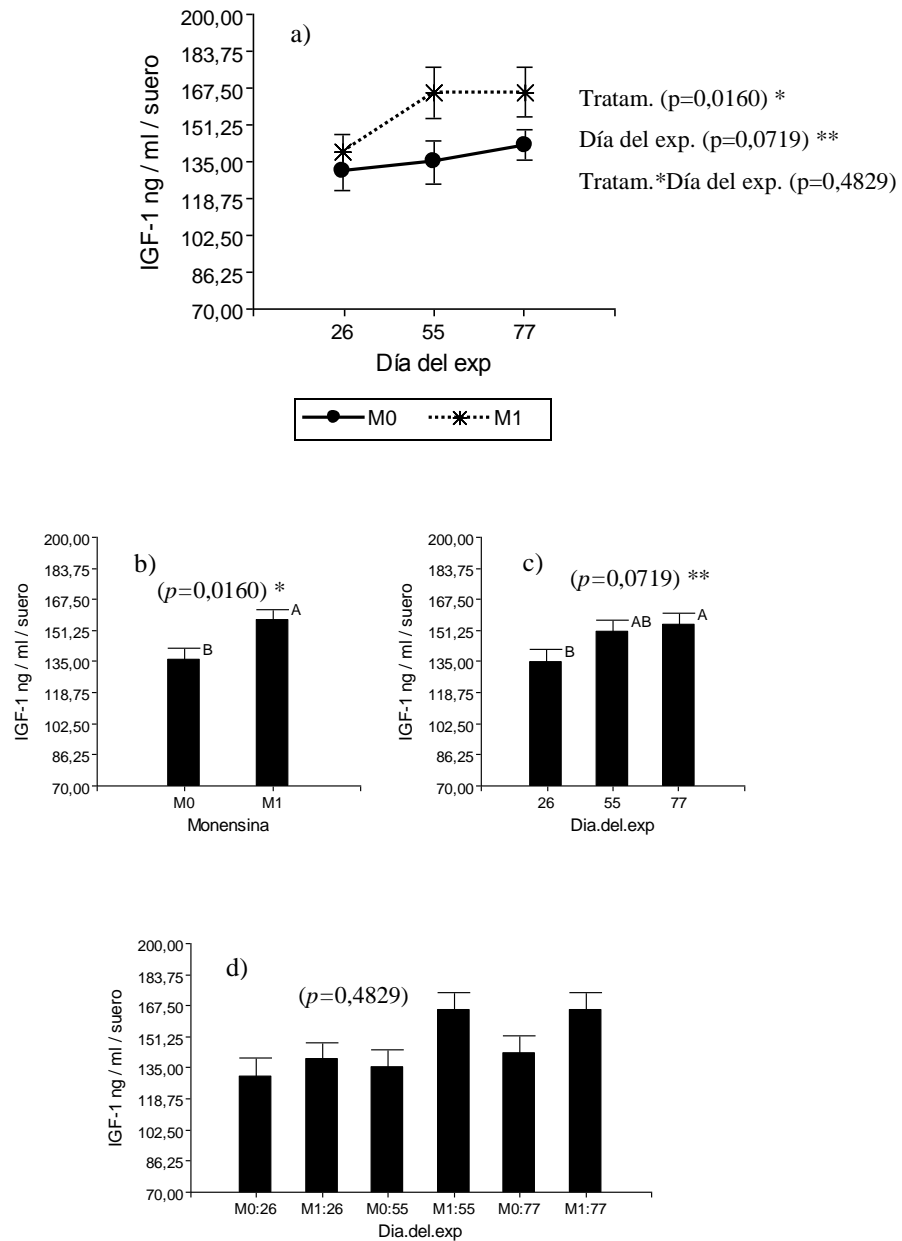 a)
IGF-1 ng / ml / suero
200,00
183,75
167,50
151,25
135,00
118,75
102,50
86,25
70,00
26 55 77
Día del exp
Tratam. (p=0,0160) *
Día del exp. (p=0,0719) **
Tratam.*Día del exp. (p=0,4829)
M0 M1
b)
(p=0,0160) *
IGF-1 ng / ml / suero
200,00
183,75
167,50
151,25
135,00
118,75
102,50
86,25
70,00
B A
M0 M1
Monensina
c)
(p=0,0719) **
IGF-1 ng / ml / suero
200,00
183,75
167,50
151,25
135,00
118,75
102,50
86,25
70,00
B AB A
26 55 77
Dia.del.exp
d)
(p=0,4829)
IGF-1 ng / ml / suero
200,00
183,75
167,50
151,25
135,00
118,75
102,50
86,25
70,00
M0:26 M1:26 M0:55 M1:55 M0:77 M1:77
Dia.del.exp